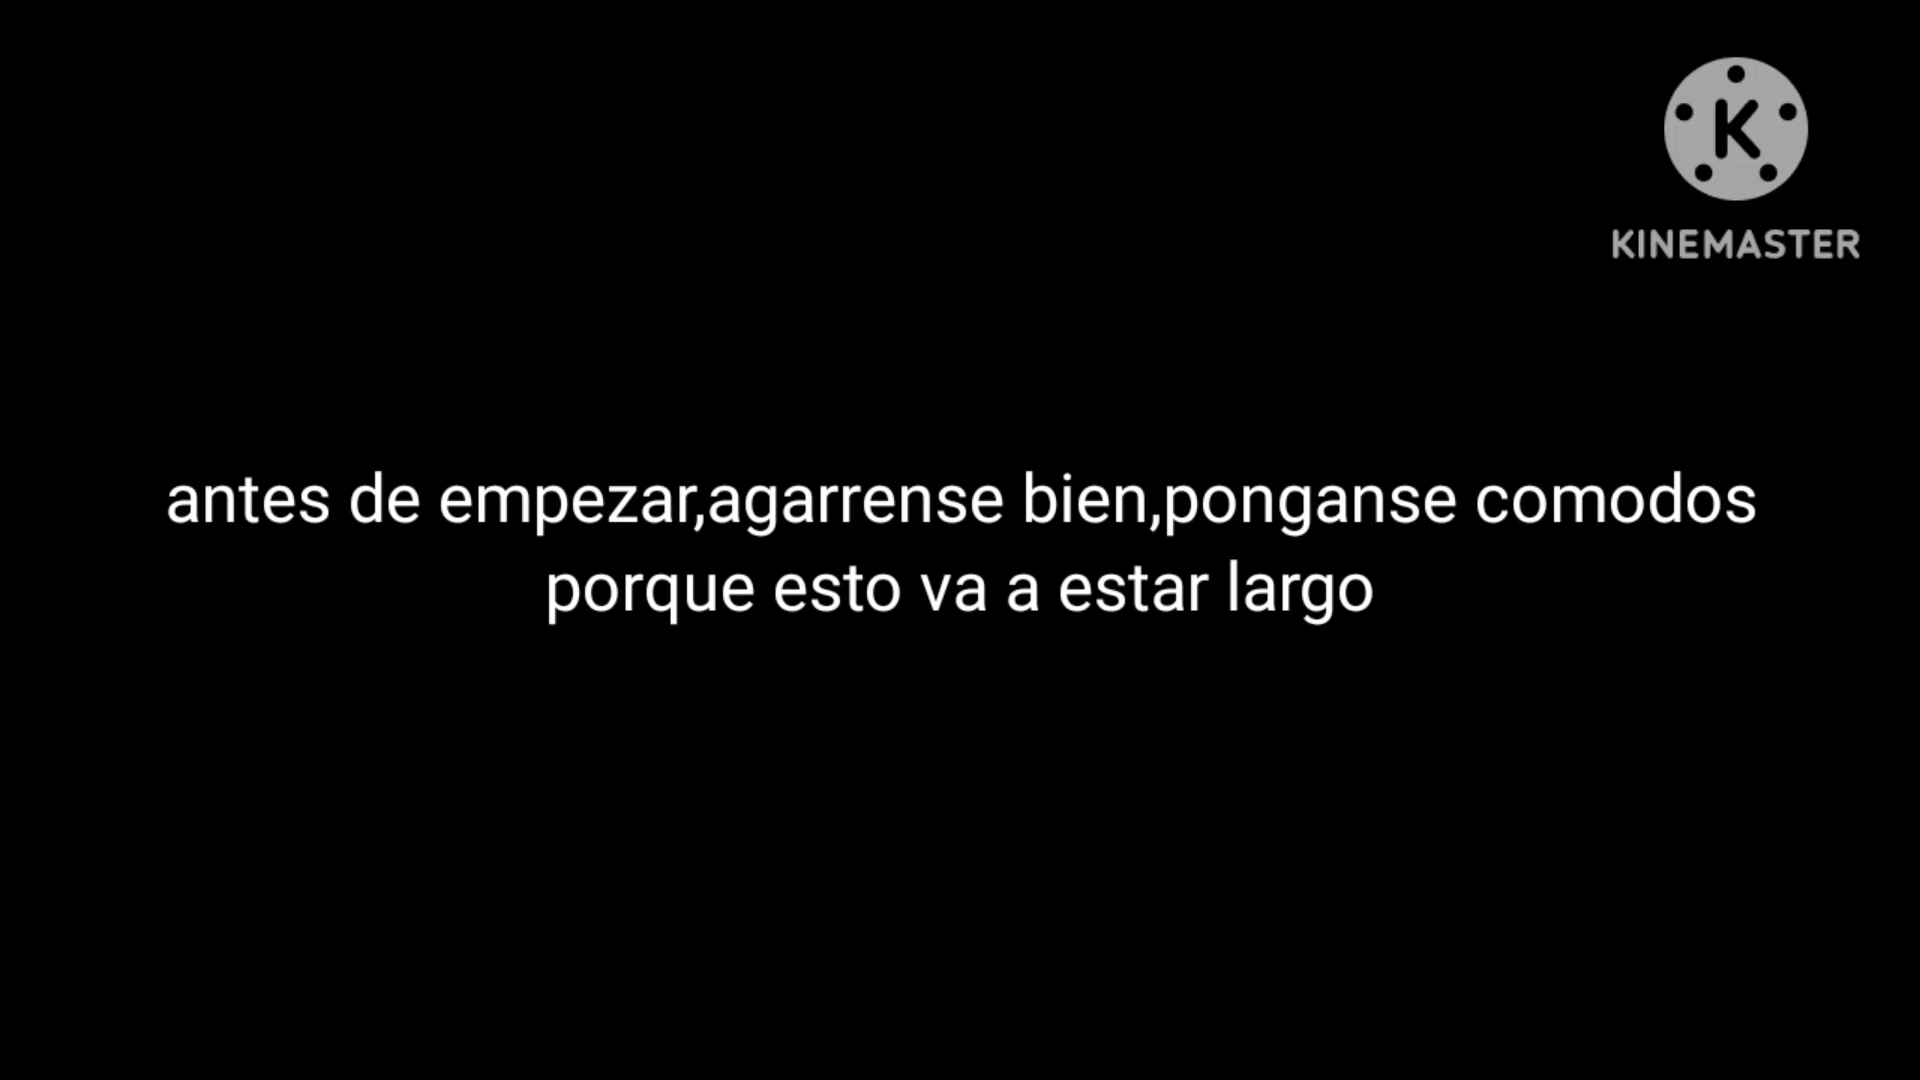 K
KINEMASTER
antes de empezar,agarrense bien,ponganse comodos
porque esto va a estar largo